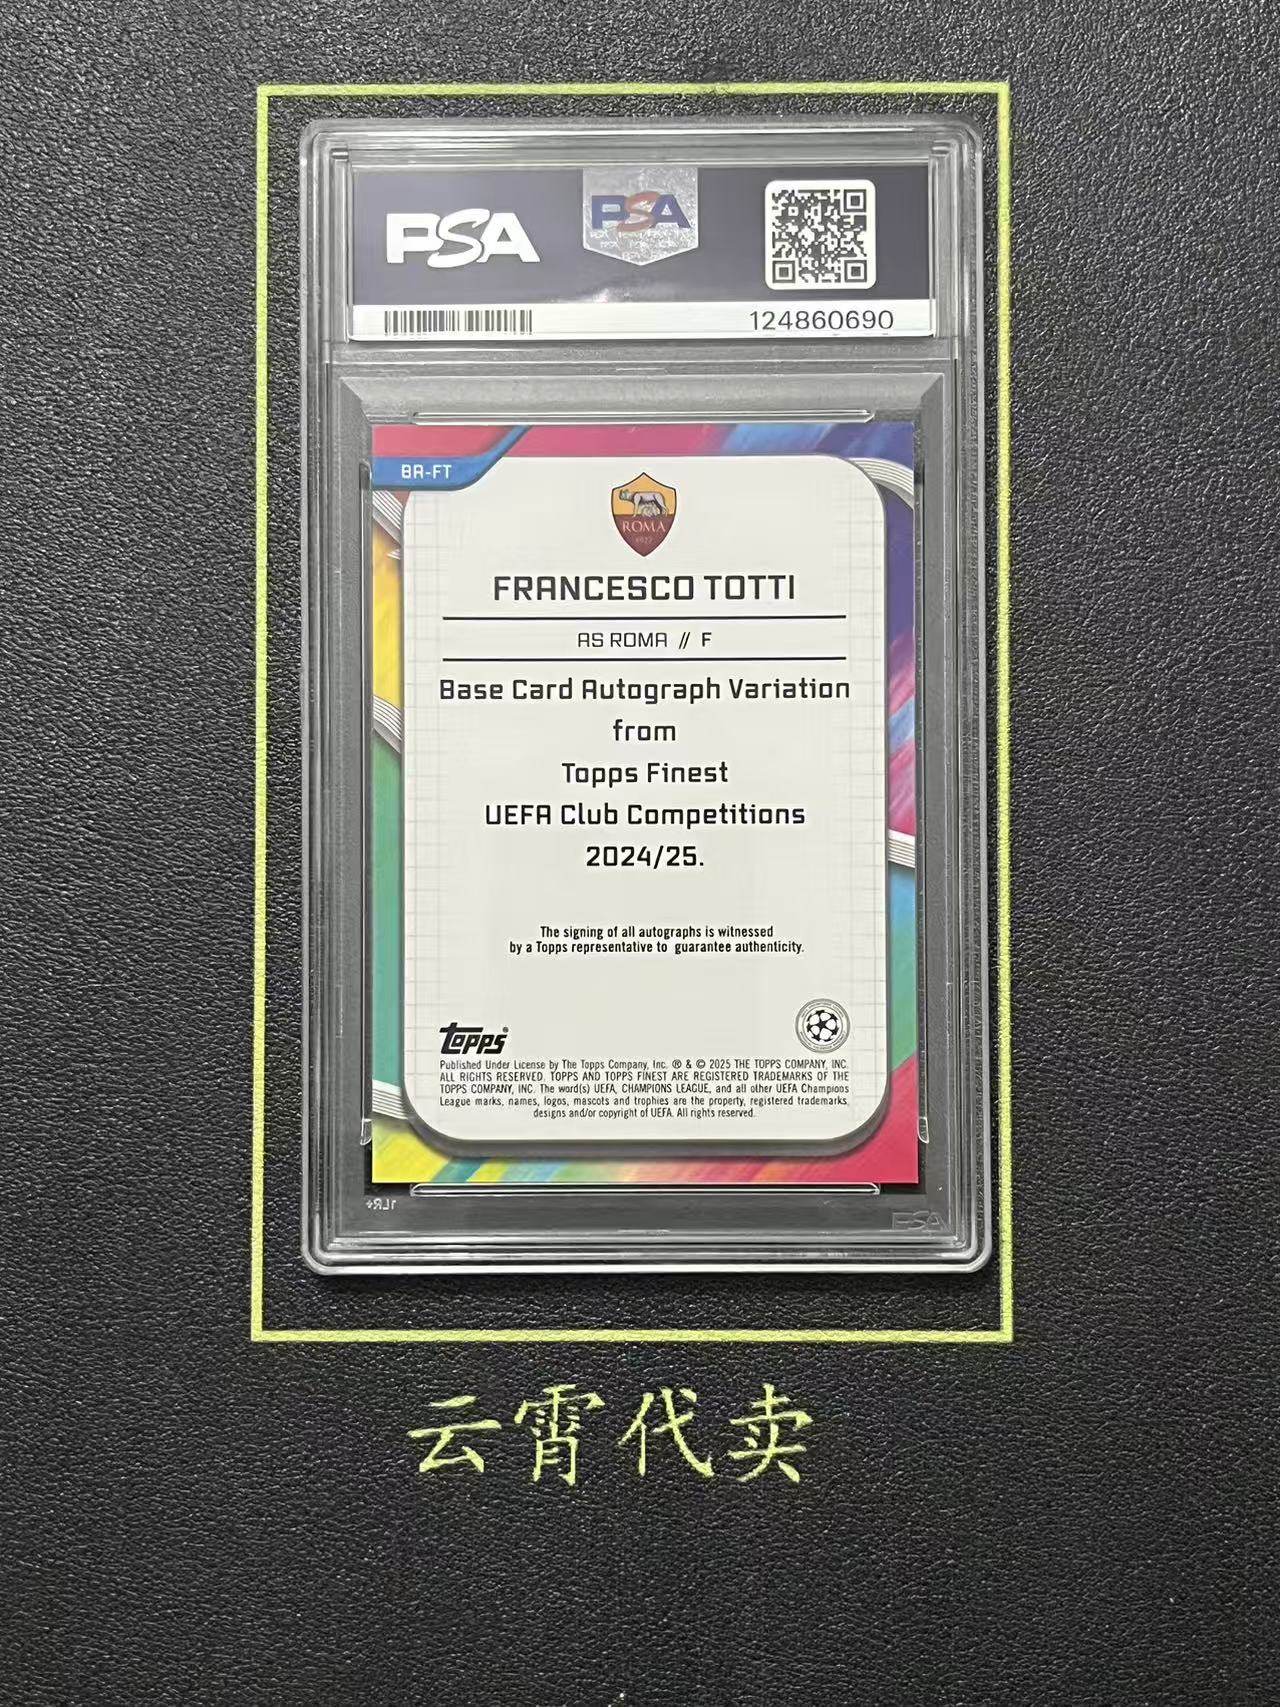 PSA
PSA
124860690
BA-FT
ROMA
1927
FRANCESCO TOTTI
AS ROMA // F
Base Card Autograph Variation
from
Topps Finest
UEFA Club Competitions
2024/25.
The signing of all autographs is witnessed
by a Topps representative to guarantee authenticity.
Topps®
Published Under License by The Topps Company, Inc. ® & © 2025 THE TOPPS COMPANY, INC.
ALL RIGHTS RESERVED. TOPPS AND TOPPS FINEST ARE REGISTERED TRADEMARKS OF THE
TOPPS COMPANY, INC. The word(s) UEFA, CHAMPIONS LEAGUE, and all other UEFA Champions
League marks, names, logos, mascots and trophies are the property, registered trademarks,
designs and/or copyright of UEFA. All rights reserved.
1LR+
PSA
云霄代卖